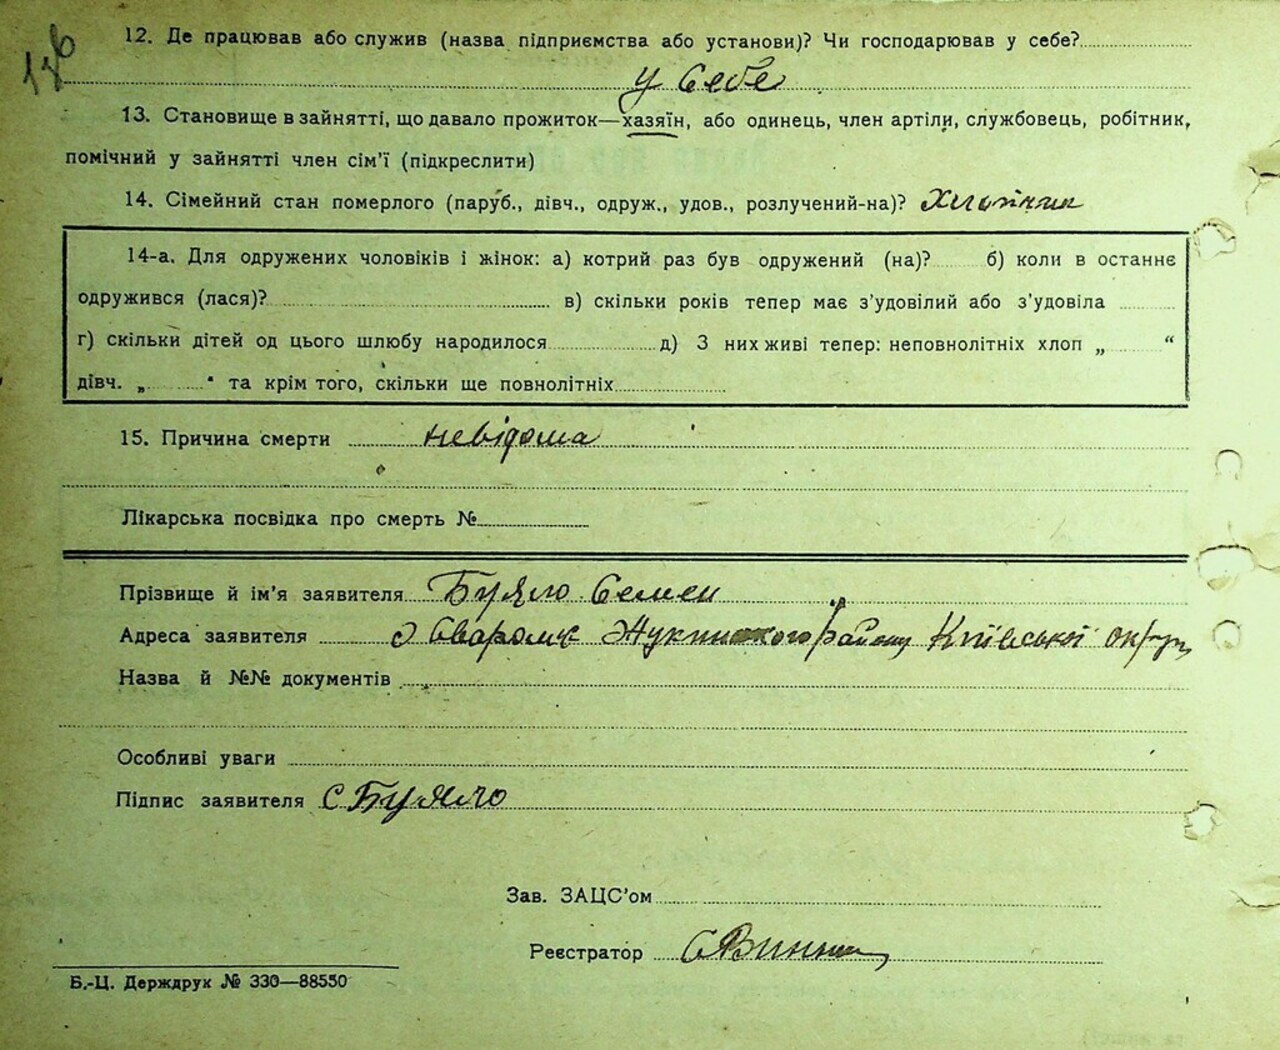 12. Де працював або служив (назва підприємства або установи)? Чи господарював у себе?
у себе
13. Становище в зайнятті, що давало прожиток—хазяїн, або одинець, член артіли, службовець, робітник,
помічний у зайнятті член сім'ї (підкреслити)
14. Сімейний стан померлого (паруб., дівч., одруж., удов., розлучений-на)?
14-а. Для одружених чоловіків і жінок: а) котрий раз був одружений (на)? б) коли в останнє
одружився (лася)? в) скільки років тепер має з'удовілий або з'удовіла
г) скільки дітей од цього шлюбу народилося д) З них живі тепер: неповнолітніх хлоп „ “
дівч. „ “ та крім того, скільки ще повнолітніх
15. Причина смерти невідома
Лікарська посвідка про смерть №
Прізвище й ім'я заявителя Буяло Семен
Адреса заявителя с Сваромє Жукинского району Київської округи
Назва й №№ документів
Особливі уваги
Підпис заявителя С Буяло
Зав. ЗАЦС'ом
Реєстратор
Б.-Ц. Держдрук № 330—88550